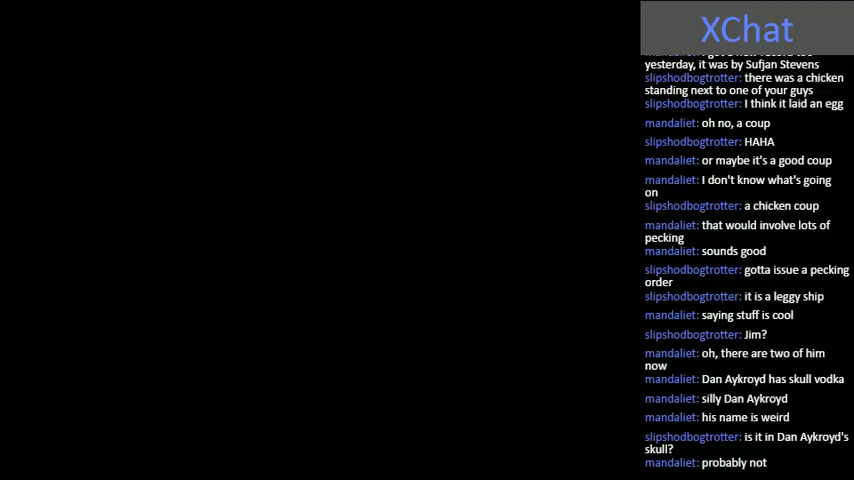 XChat
yesterday, it was by Sufjan Stevens
slipshodbogtrotter: there was a chicken
standing next to one of your guys
slipshodbogtrotter: I think it laid an egg
mandaliet: oh no, a coup
slipshodbogtrotter: HAHA
mandaliet: or maybe it's a good coup
mandaliet: I don't know what's going
on
slipshodbogtrotter: a chicken coup
mandaliet: that would involve lots of
pecking
mandaliet: sounds good
slipshodbogtrotter: gotta issue a pecking
order
slipshodbogtrotter: it is a leggy ship
mandaliet: saying stuff is cool
slipshodbogtrotter: Jim?
mandaliet: oh, there are two of him
now
mandaliet: Dan Aykroyd has skull vodka
mandaliet: silly Dan Aykroyd
mandaliet: his name is weird
slipshodbogtrotter: is it in Dan Aykroyd's
skull?
mandaliet: probably not